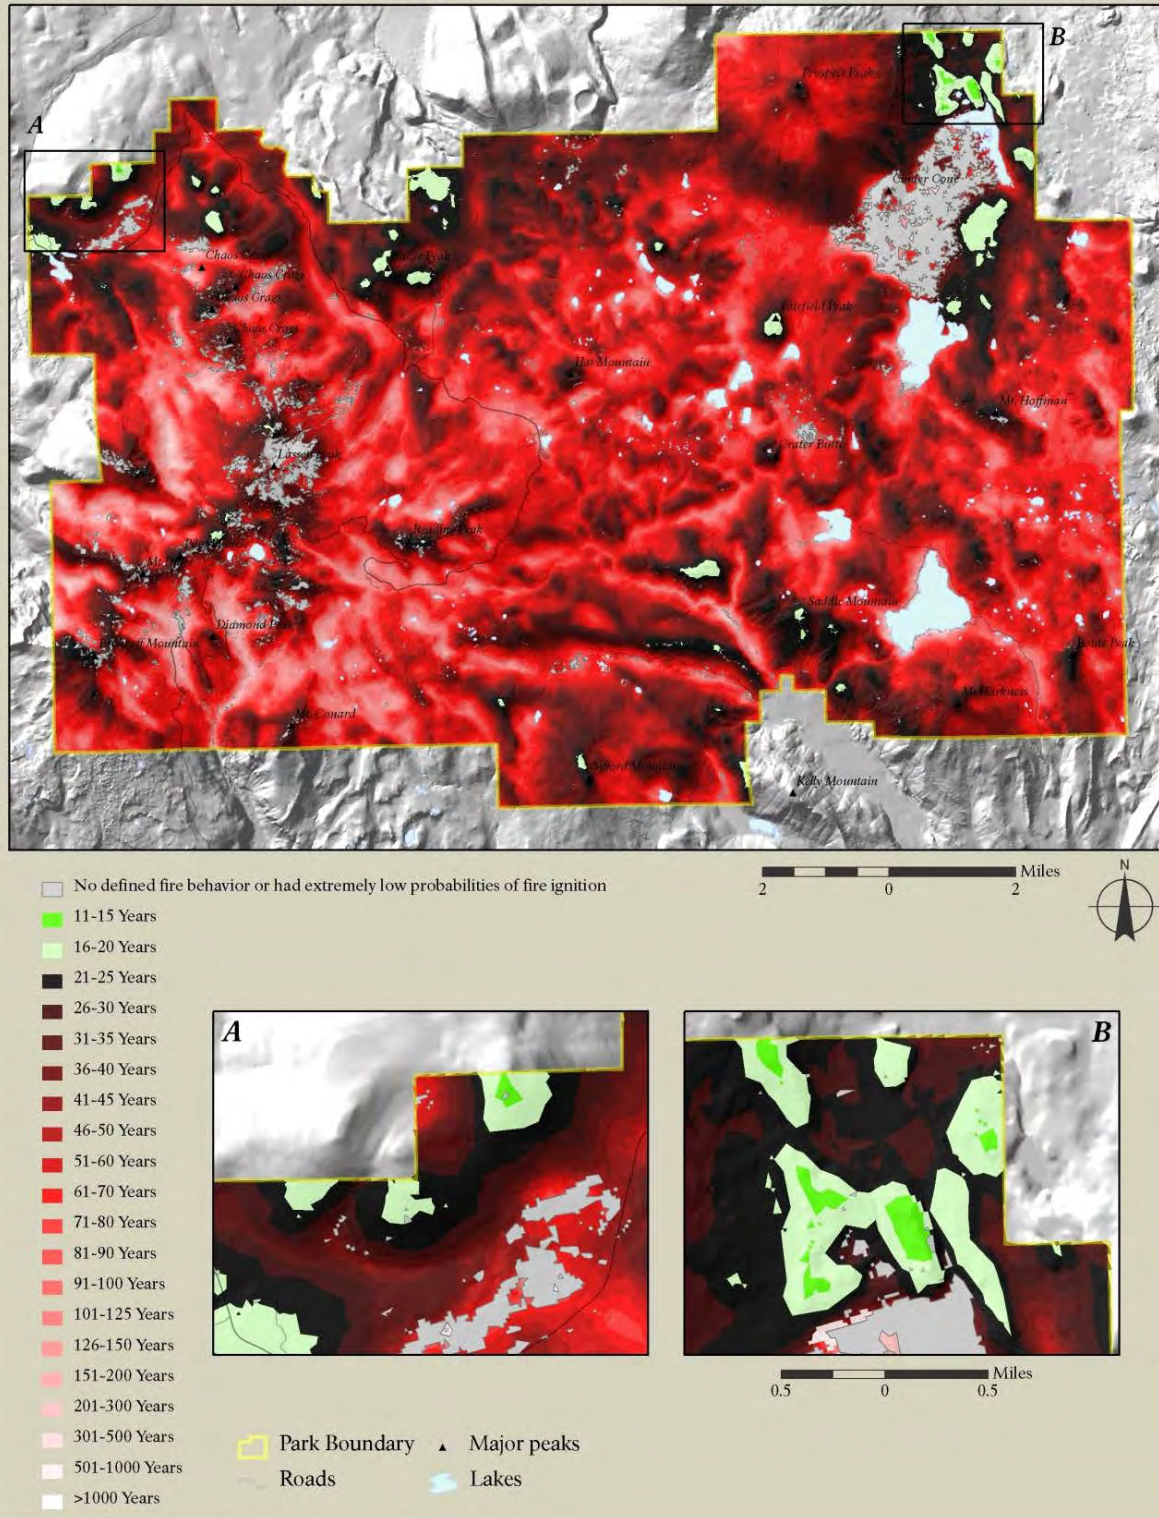 B
Prospect Peak
A
Cinder Cone
Chaos Crags
Chaos Crags
Chaos Crags
Fairfield Peak
Chaos Crags
Hat Mountain
Mt. Hoffman
Crater Butte
Lassen Peak
Reading Peak
Saddle Mountain
Diamond Peak
Mountain
Bonte Peak
Mt Harkness
Mt. Conard
Sifford Mountain
Kelly Mountain
No defined fire behavior or had extremely low probabilities of fire ignition
2 0 2 Miles
N
11-15 Years
16-20 Years
21-25 Years
26-30 Years
31-35 Years
36-40 Years
41-45 Years
46-50 Years
51-60 Years
61-70 Years
71-80 Years
81-90 Years
91-100 Years
101-125 Years
126-150 Years
151-200 Years
201-300 Years
301-500 Years
501-1000 Years
>1000 Years
A
B
0.5 0 0.5 Miles
Park Boundary
Major peaks
Roads
Lakes